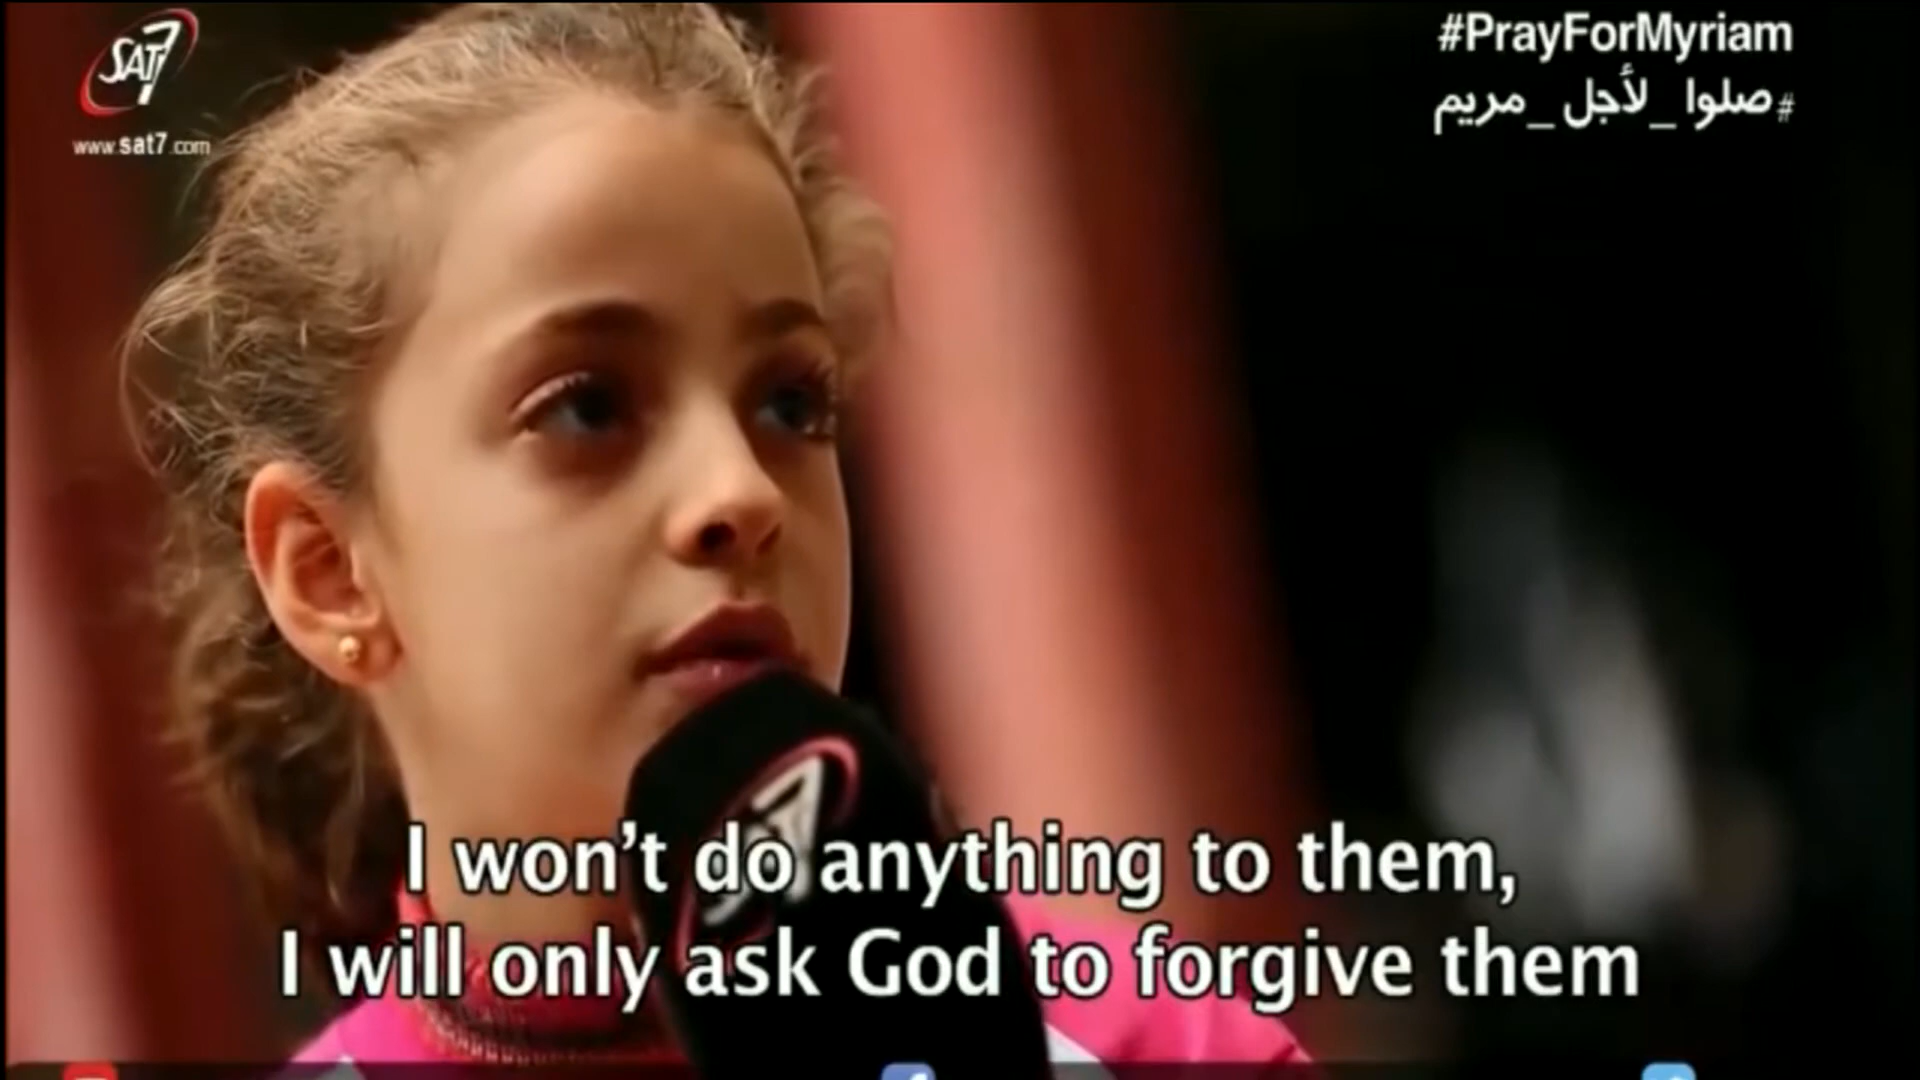 SAT7
www.sat7.com
#PrayForMyriam
#صلوا_لأجل_مريم
I won't do anything to them,
I will only ask God to forgive them